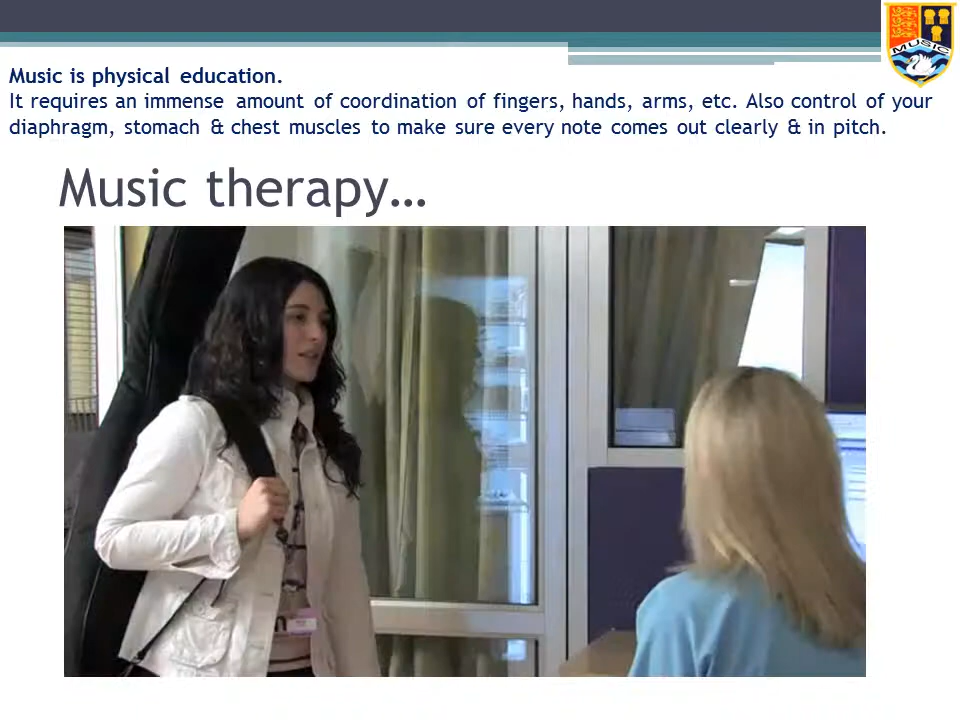 MUSIC
Music is physical education.
It requires an immense amount of coordination of fingers, hands, arms, etc. Also control of your
diaphragm, stomach & chest muscles to make sure every note comes out clearly & in pitch.
Music therapy…